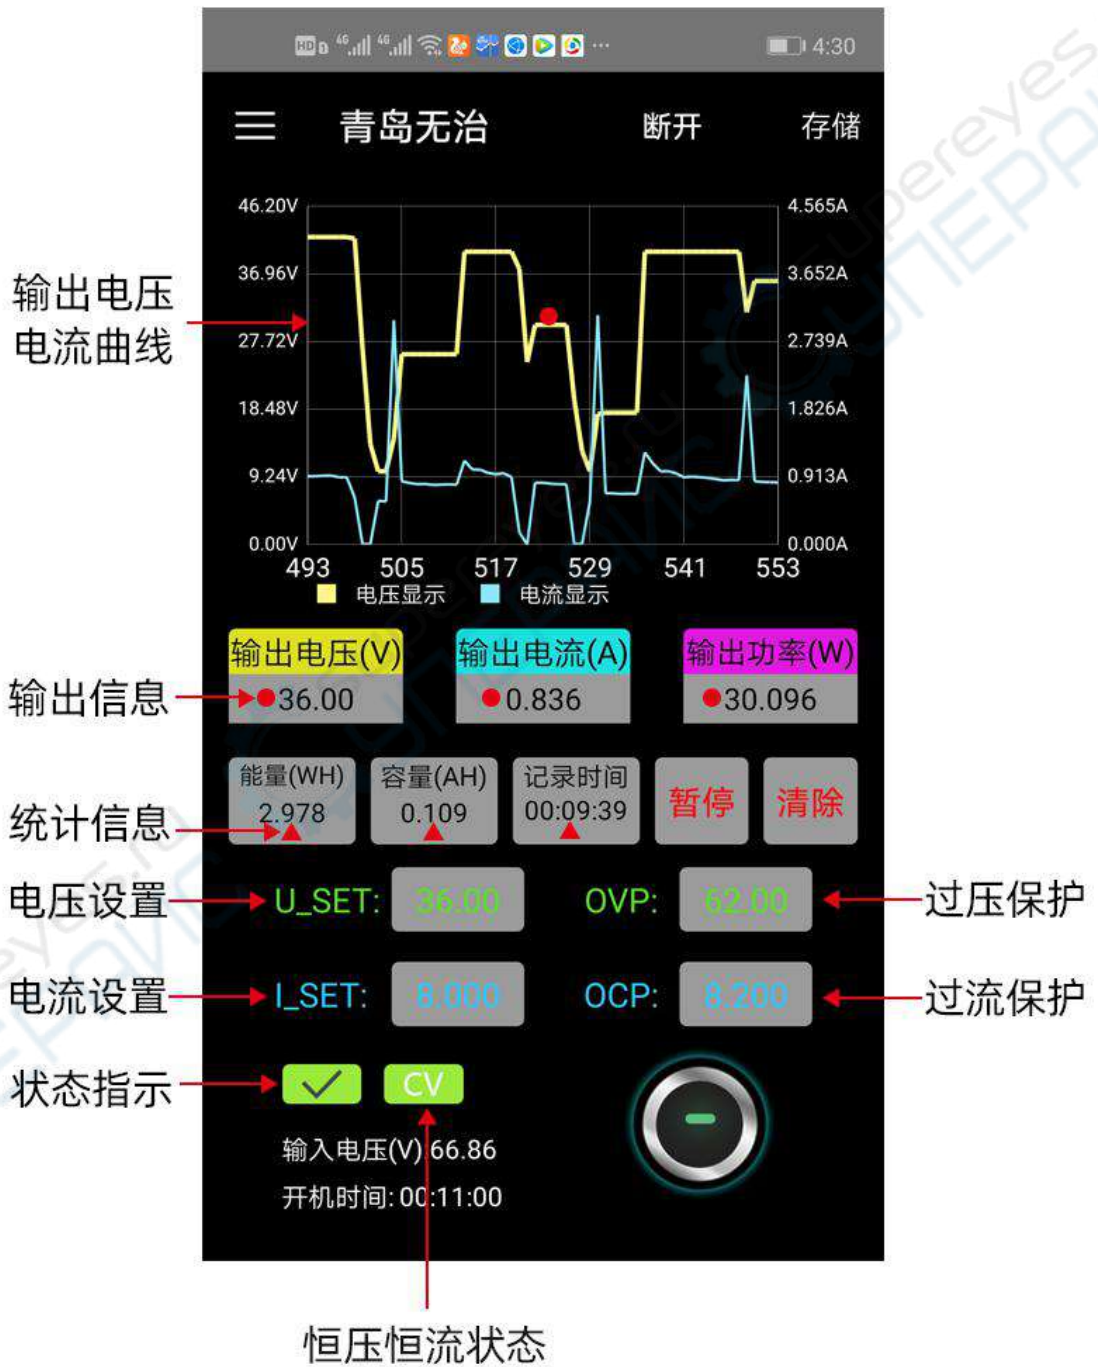 HD D 4G 4G ... 4:30
青岛无治 断开 存储
46.20V 4.565A
36.96V 3.652A
输出电压
电流曲线
27.72V 2.739A
18.48V 1.826A
9.24V 0.913A
0.00V 0.000A
493 505 517 529 541 553
电压显示 电流显示
输出电压(V) 输出电流(A) 输出功率(W)
输出信息 36.00 0.836 30.096
能量(WH) 容量(AH) 记录时间 暂停 清除
统计信息 2.978 0.109 00:09:39
电压设置 U_SET: 36.00 OVP: 62.00 过压保护
电流设置 I_SET: 8.000 OCP: 8.200 过流保护
状态指示 CV
输入电压(V) 66.86
开机时间: 00:11:00
恒压恒流状态
supereyes
supereyes.ru